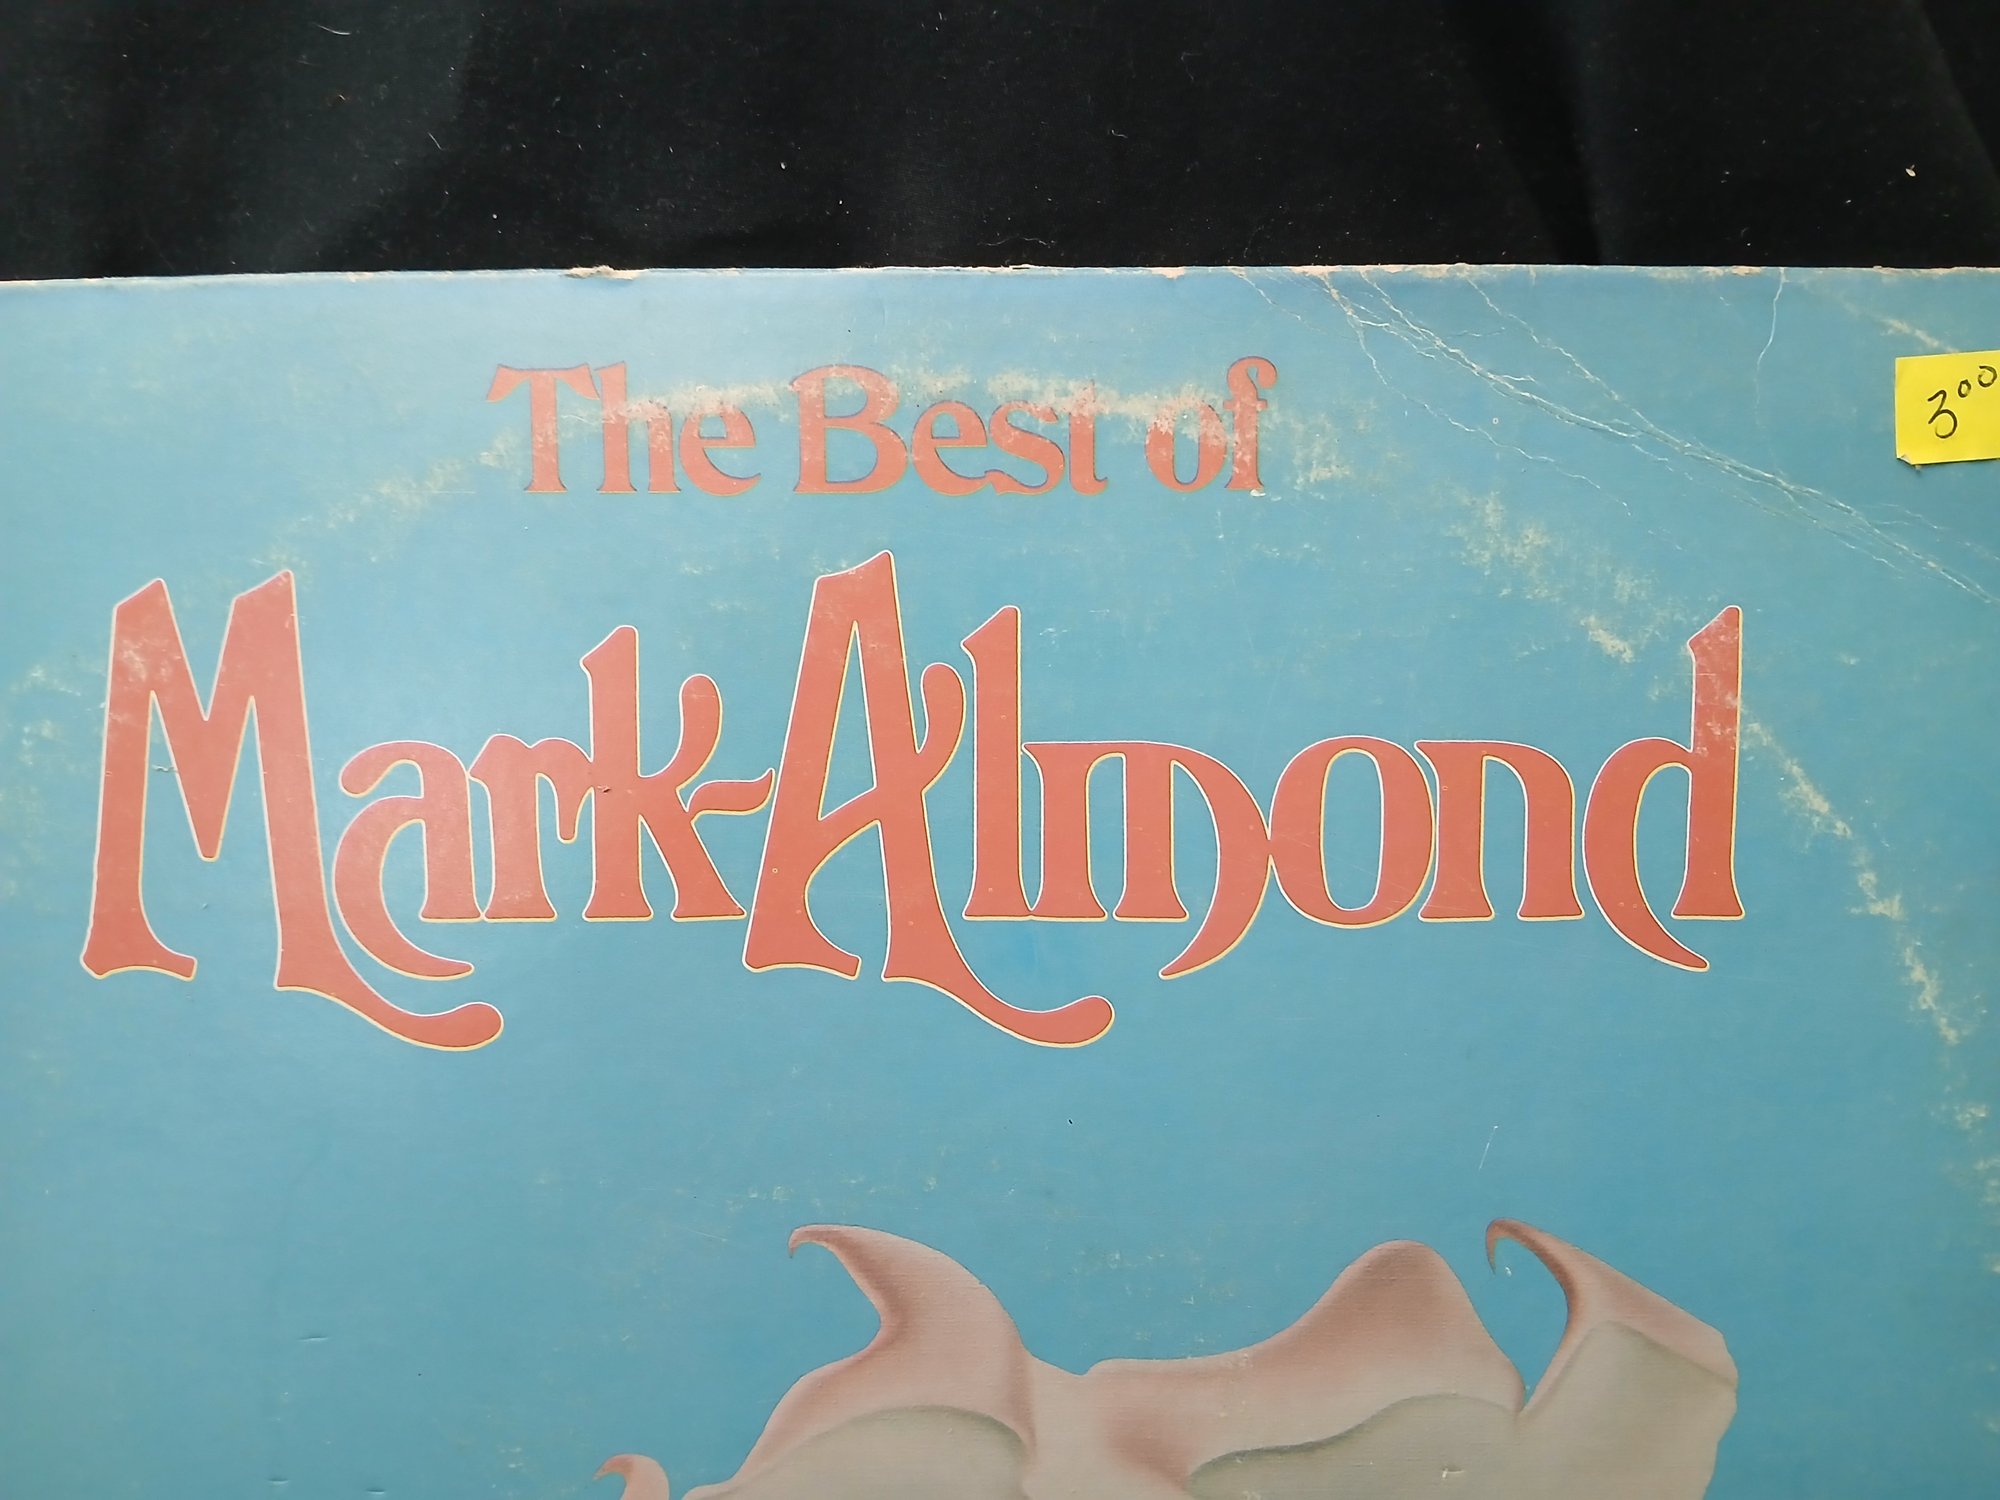 The Best of
3⁰⁰
Mark-Almond